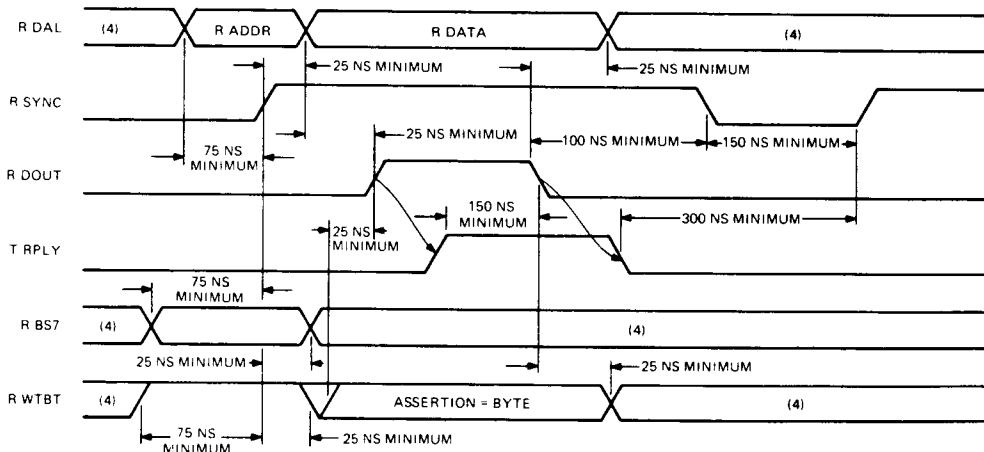 R DAL
(4)
R ADDR
R DATA
(4)
25 NS MINIMUM
25 NS MINIMUM
R SYNC
75 NS
MINIMUM
25 NS MINIMUM
100 NS MINIMUM
150 NS
MINIMUM
R DOUT
25 NS
MINIMUM
150 NS
MINIMUM
300 NS MINIMUM
T RPLY
75 NS
MINIMUM
R BS7
(4)
(4)
25 NS MINIMUM
25 NS MINIMUM
R WTBT
(4)
ASSERTION = BYTE
(4)
75 NS
MINIMUM
25 NS MINIMUM